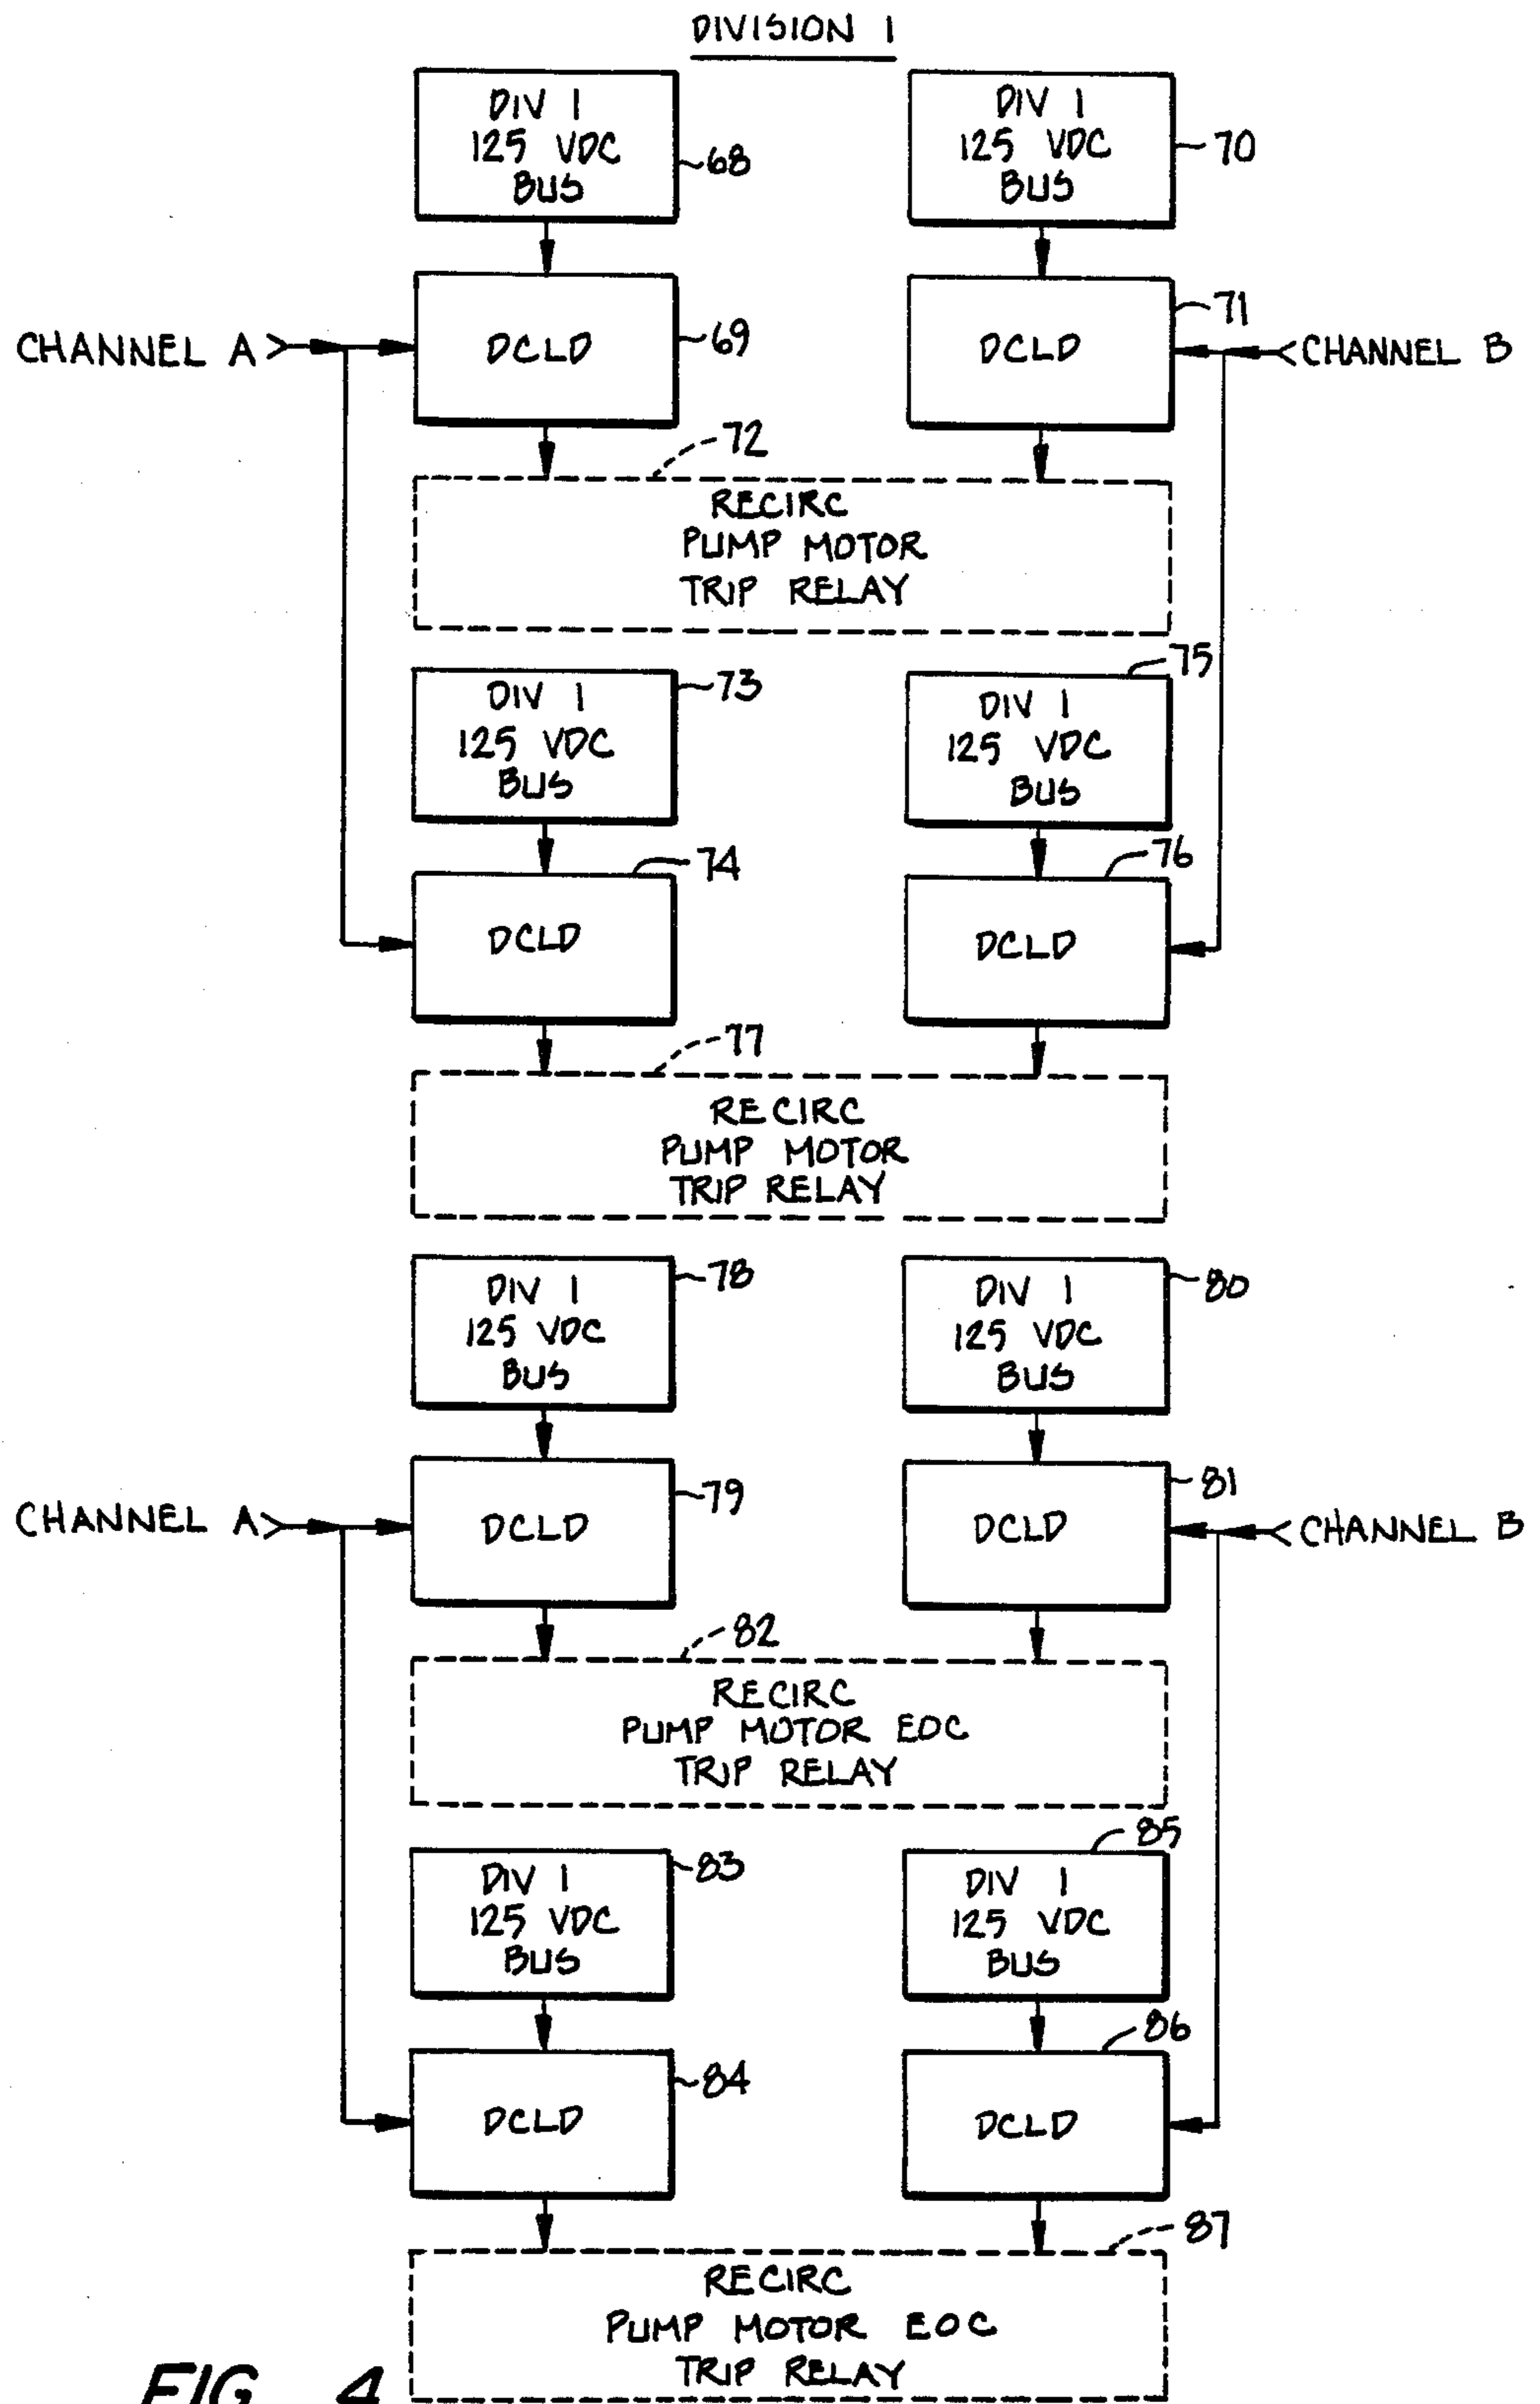 DIVISION 1
DIV 1
125 VDC
BUS
68
DIV 1
125 VDC
BUS
70
CHANNEL A
DCLD
69
DCLD
71
CHANNEL B
72
RECIRC
PUMP MOTOR
TRIP RELAY
DIV 1
125 VDC
BUS
73
DIV 1
125 VDC
BUS
75
DCLD
74
DCLD
76
77
RECIRC
PUMP MOTOR
TRIP RELAY
DIV 1
125 VDC
BUS
78
DIV 1
125 VDC
BUS
80
CHANNEL A
DCLD
79
DCLD
81
CHANNEL B
82
RECIRC
PUMP MOTOR EOC
TRIP RELAY
DIV 1
125 VDC
BUS
83
DIV 1
125 VDC
BUS
85
DCLD
84
DCLD
86
87
RECIRC
PUMP MOTOR EOC
TRIP RELAY
FIG. 4